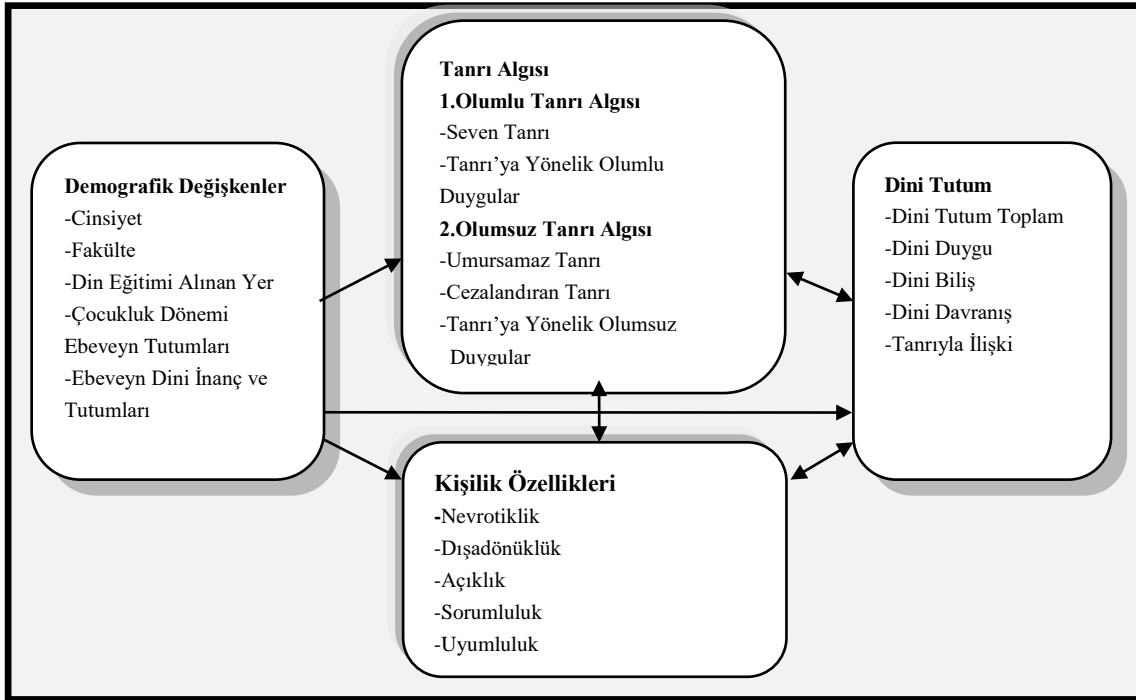 Demografik Değişkenler
-Cinsiyet
-Fakülte
-Din Eğitimi Alınan Yer
-Çocukluk Dönemi
Ebeveyn Tutumları
-Ebeveyn Dini İnanç ve
Tutumları
Tanrı Algısı
1.Olumlu Tanrı Algısı
-Seven Tanrı
-Tanrı’ya Yönelik Olumlu
Duygular
2.Olumsuz Tanrı Algısı
-Umursamaz Tanrı
-Cezalandıran Tanrı
-Tanrı’ya Yönelik Olumsuz
Duygular
Dini Tutum
-Dini Tutum Toplam
-Dini Duygu
-Dini Biliş
-Dini Davranış
-Tanrıyla İlişki
Kişilik Özellikleri
-Nevrotiklik
-Dışadönüklük
-Açıklık
-Sorumluluk
-Uyumluluk